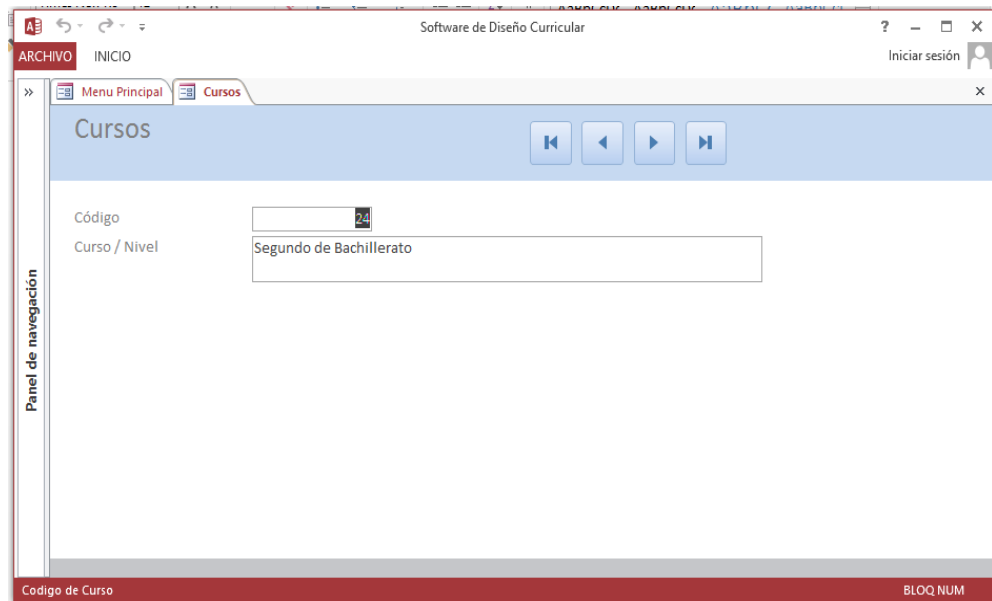 Software de Diseño Curricular
ARCHIVO INICIO Iniciar sesión
Menu Principal Cursos
Cursos
Código 24
Curso / Nivel Segundo de Bachillerato
Panel de navegación
Codigo de Curso BLOQ NUM